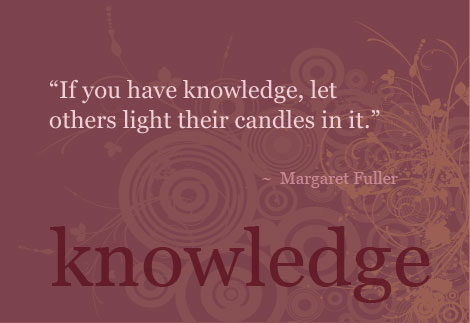 “If you have knowledge, let
others light their candles in it.”
~ Margaret Fuller
knowledge